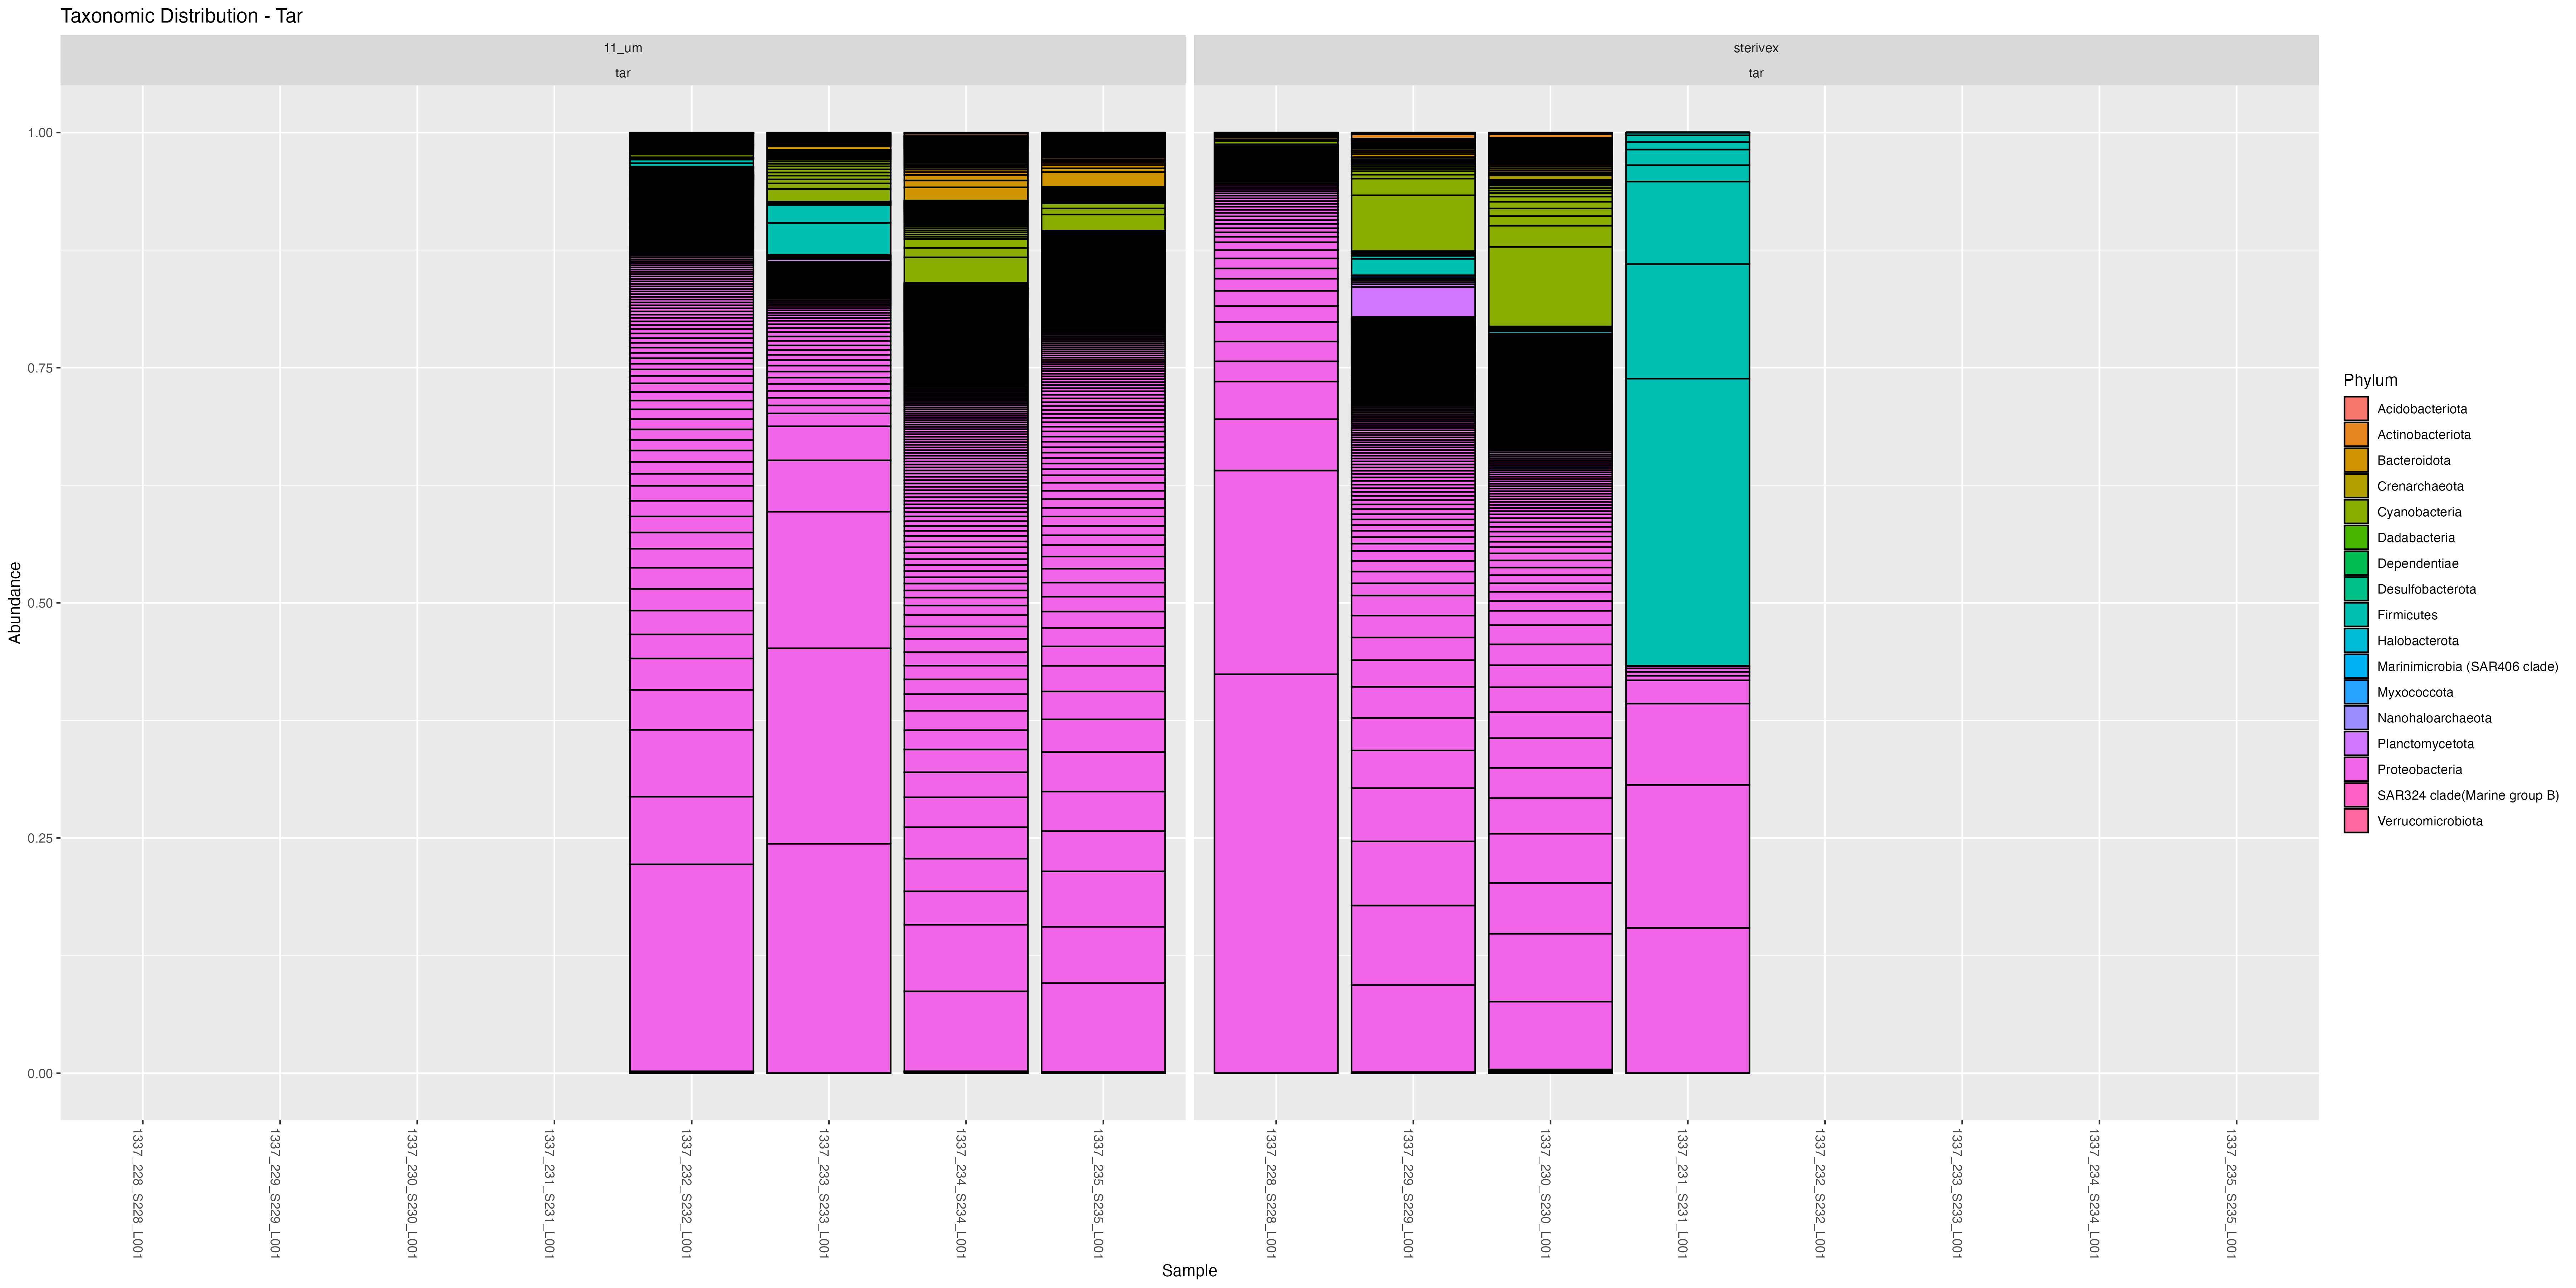 Taxonomic Distribution - Tar
11_um
tar
sterivex
tar
1.00
0.75
0.50
0.25
0.00
Abundance
1337_228_S228_L001
1337_229_S229_L001
1337_230_S230_L001
1337_231_S231_L001
1337_232_S232_L001
1337_233_S233_L001
1337_234_S234_L001
1337_235_S235_L001
1337_228_S228_L001
1337_229_S229_L001
1337_230_S230_L001
1337_231_S231_L001
1337_232_S232_L001
1337_233_S233_L001
1337_234_S234_L001
1337_235_S235_L001
Sample
Phylum
Acidobacteriota
Actinobacteriota
Bacteroidota
Crenarchaeota
Cyanobacteria
Dadabacteria
Dependentiae
Desulfobacterota
Firmicutes
Halobacterota
Marinimicrobia (SAR406 clade)
Myxococcota
Nanohaloarchaeota
Planctomycetota
Proteobacteria
SAR324 clade(Marine group B)
Verrucomicrobiota